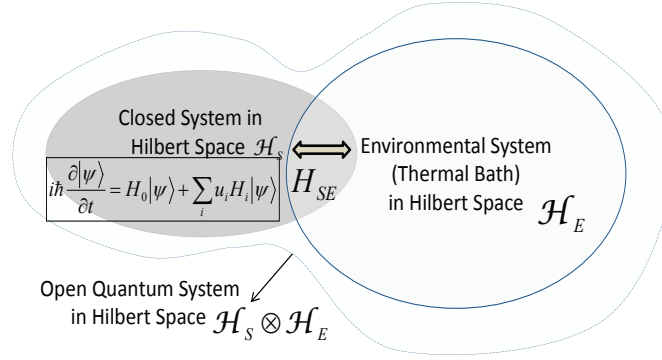 Closed System in
Hilbert Space ℋ_S
iℏ ∂|ψ⟩/∂t = H_0|ψ⟩ + ∑_i u_i H_i|ψ⟩
H_SE
Environmental System
(Thermal Bath)
in Hilbert Space ℋ_E
Open Quantum System
in Hilbert Space ℋ_S ⊗ ℋ_E